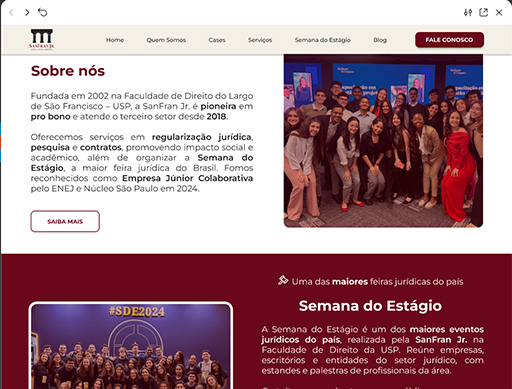 SANFRAN JR.
Home
Quem Somos
Cases
Serviços
Semana do Estágio
Blog
FALE CONOSCO
Sobre nós
Fundada em 2002 na Faculdade de Direito do Largo
de São Francisco – USP, a SanFran Jr. é pioneira em
pro bono e atende o terceiro setor desde 2018.
Oferecemos serviços em regularização jurídica,
pesquisa e contratos, promovendo impacto social e
acadêmico, além de organizar a Semana do
Estágio, a maior feira jurídica do Brasil. Fomos
reconhecidos como Empresa Júnior Colaborativa
pelo ENEJ e Núcleo São Paulo em 2024.
SAIBA MAIS
#SDE2024
Uma das maiores feiras jurídicas do país
Semana do Estágio
A Semana do Estágio é um dos maiores eventos
jurídicos do país, realizada pela SanFran Jr. na
Faculdade de Direito da USP. Reúne empresas,
escritórios e entidades do setor jurídico, com
estandes e palestras de profissionais da área.